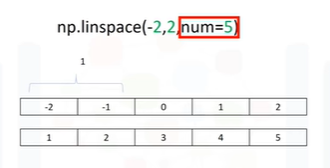 np.linspace(-2,2,num=5)
1
-2 -1 0 1 2
1 2 3 4 5